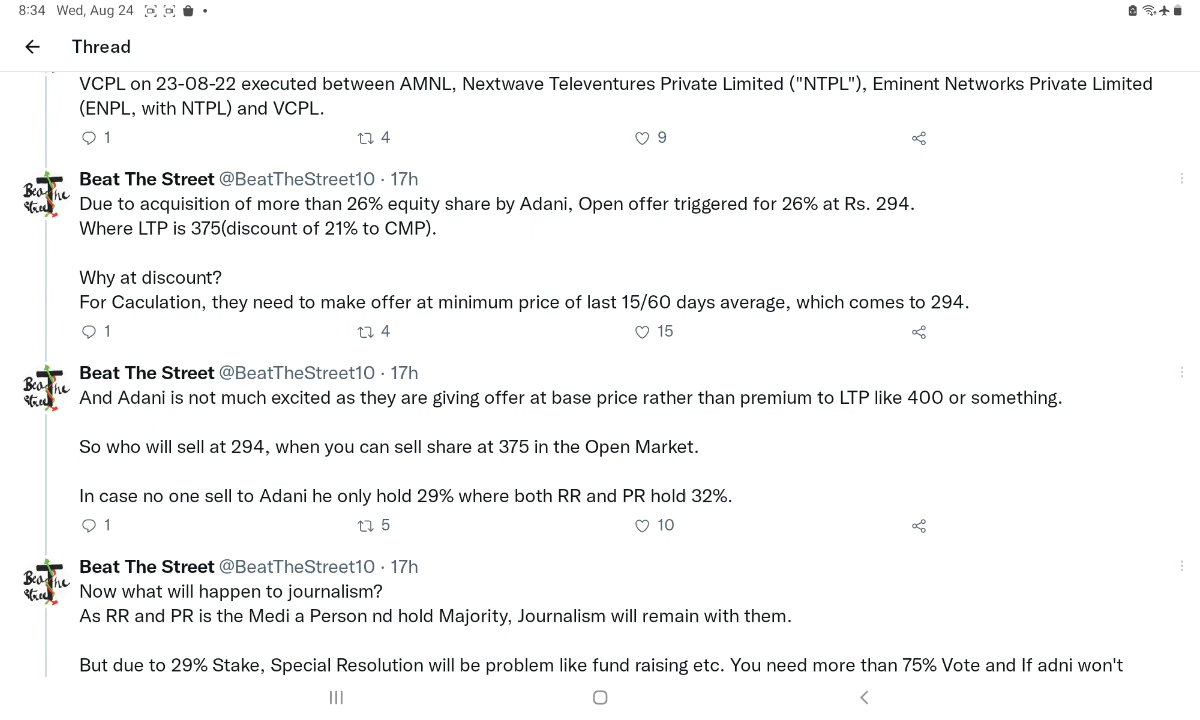 8:34 Wed, Aug 24
Thread
VCPL on 23-08-22 executed between AMNL, Nextwave Televentures Private Limited ("NTPL"), Eminent Networks Private Limited
(ENPL, with NTPL) and VCPL.
1 4 9
Beat The Street @BeatTheStreet10 · 17h
Due to acquisition of more than 26% equity share by Adani, Open offer triggered for 26% at Rs. 294.
Where LTP is 375(discount of 21% to CMP).
Why at discount?
For Caculation, they need to make offer at minimum price of last 15/60 days average, which comes to 294.
1 4 15
Beat The Street @BeatTheStreet10 · 17h
And Adani is not much excited as they are giving offer at base price rather than premium to LTP like 400 or something.
So who will sell at 294, when you can sell share at 375 in the Open Market.
In case no one sell to Adani he only hold 29% where both RR and PR hold 32%.
1 5 10
Beat The Street @BeatTheStreet10 · 17h
Now what will happen to journalism?
As RR and PR is the Medi a Person nd hold Majority, Journalism will remain with them.
But due to 29% Stake, Special Resolution will be problem like fund raising etc. You need more than 75% Vote and If adni won't